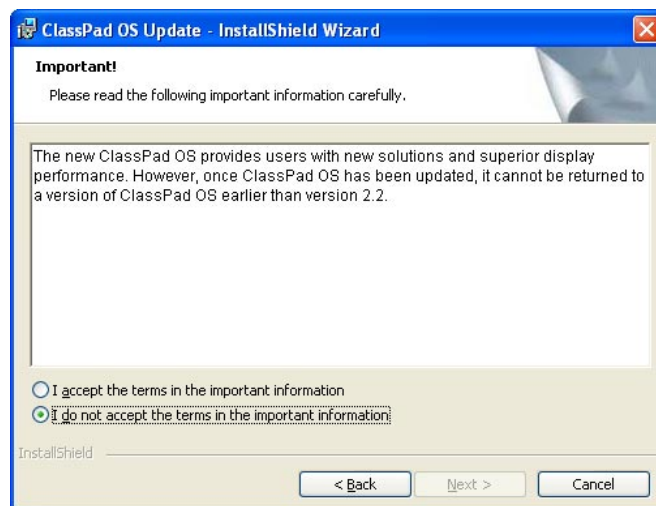 ClassPad OS Update - InstallShield Wizard
Important!
Please read the following important information carefully.
The new ClassPad OS provides users with new solutions and superior display
performance. However, once ClassPad OS has been updated, it cannot be returned to
a version of ClassPad OS earlier than version 2.2.
I accept the terms in the important information
I do not accept the terms in the important information
InstallShield
< Back Next > Cancel